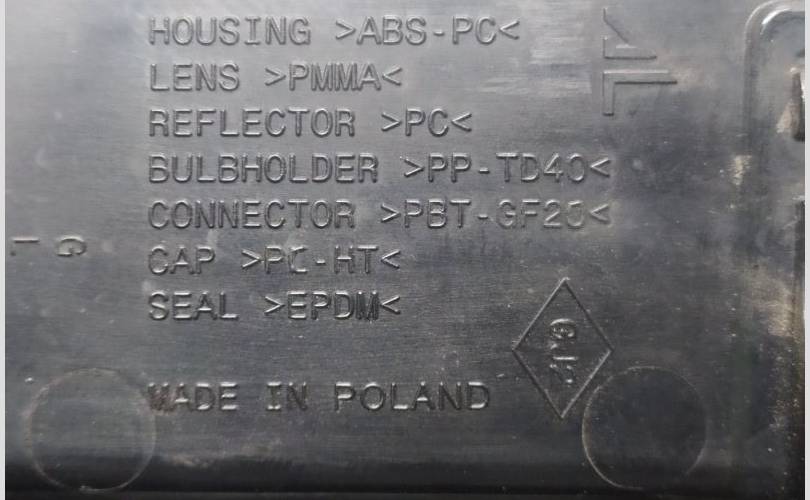 HOUSING >ABS-PC<
LENS >PMMA<
REFLECTOR >PC<
BULBHOLDER >PP-TD40<
CONNECTOR >PBT-GF20<
CAP >PC-HT<
SEAL >EPDM<
MADE IN POLAND